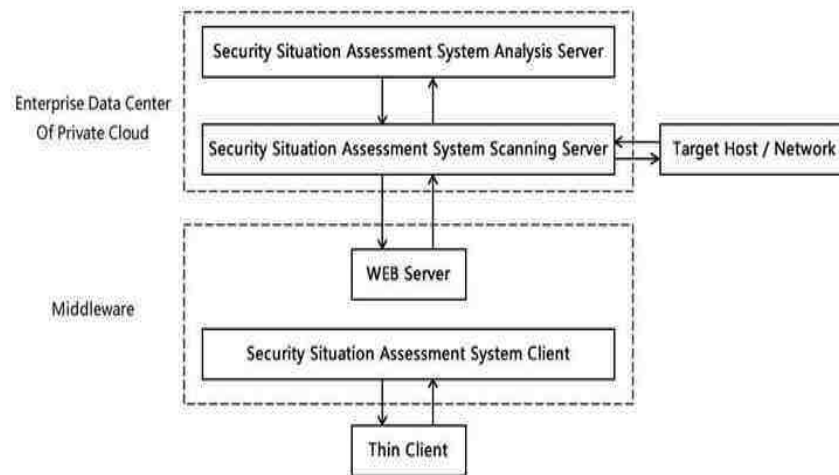 Security Situation Assessment System Analysis Server
Enterprise Data Center
Of Private Cloud
Security Situation Assessment System Scanning Server
Target Host / Network
WEB Server
Middleware
Security Situation Assessment System Client
Thin Client